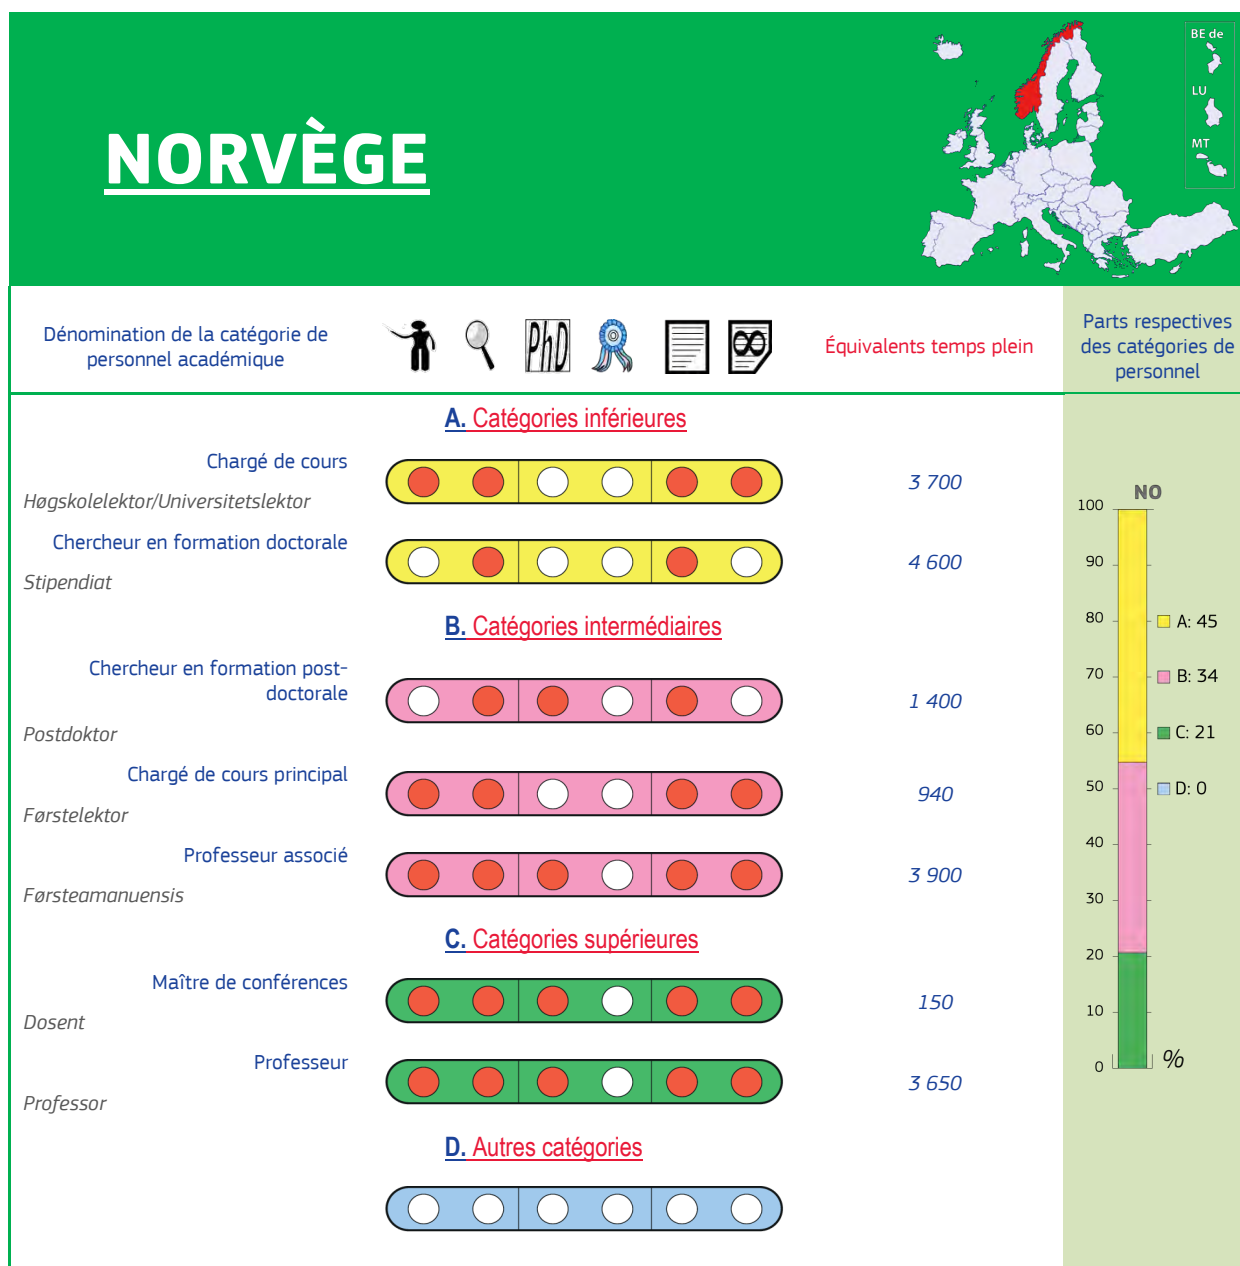 BE de
LU
MT
NORVÈGE
Dénomination de la catégorie de
personnel académique
PhD
Équivalents temps plein
Parts respectives
des catégories de
personnel
A. Catégories inférieures
Chargé de cours
Høgskolelektor/Universitetslektor
3 700
Chercheur en formation doctorale
Stipendiat
4 600
B. Catégories intermédiaires
Chercheur en formation post-
doctorale
Postdoktor
1 400
Chargé de cours principal
Førstelektor
940
Professeur associé
Førsteamanuensis
3 900
C. Catégories supérieures
Maître de conférences
Dosent
150
Professeur
Professor
3 650
D. Autres catégories
NO
100
90
80
70
60
50
40
30
20
10
0
%
A: 45
B: 34
C: 21
D: 0